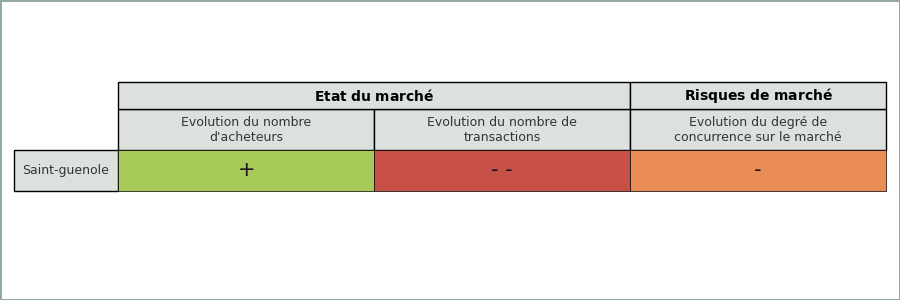 Etat du marché
Risques de marché
Evolution du nombre
d'acheteurs
Evolution du nombre de
transactions
Evolution du degré de
concurrence sur le marché
Saint-guenole
+
- -
-